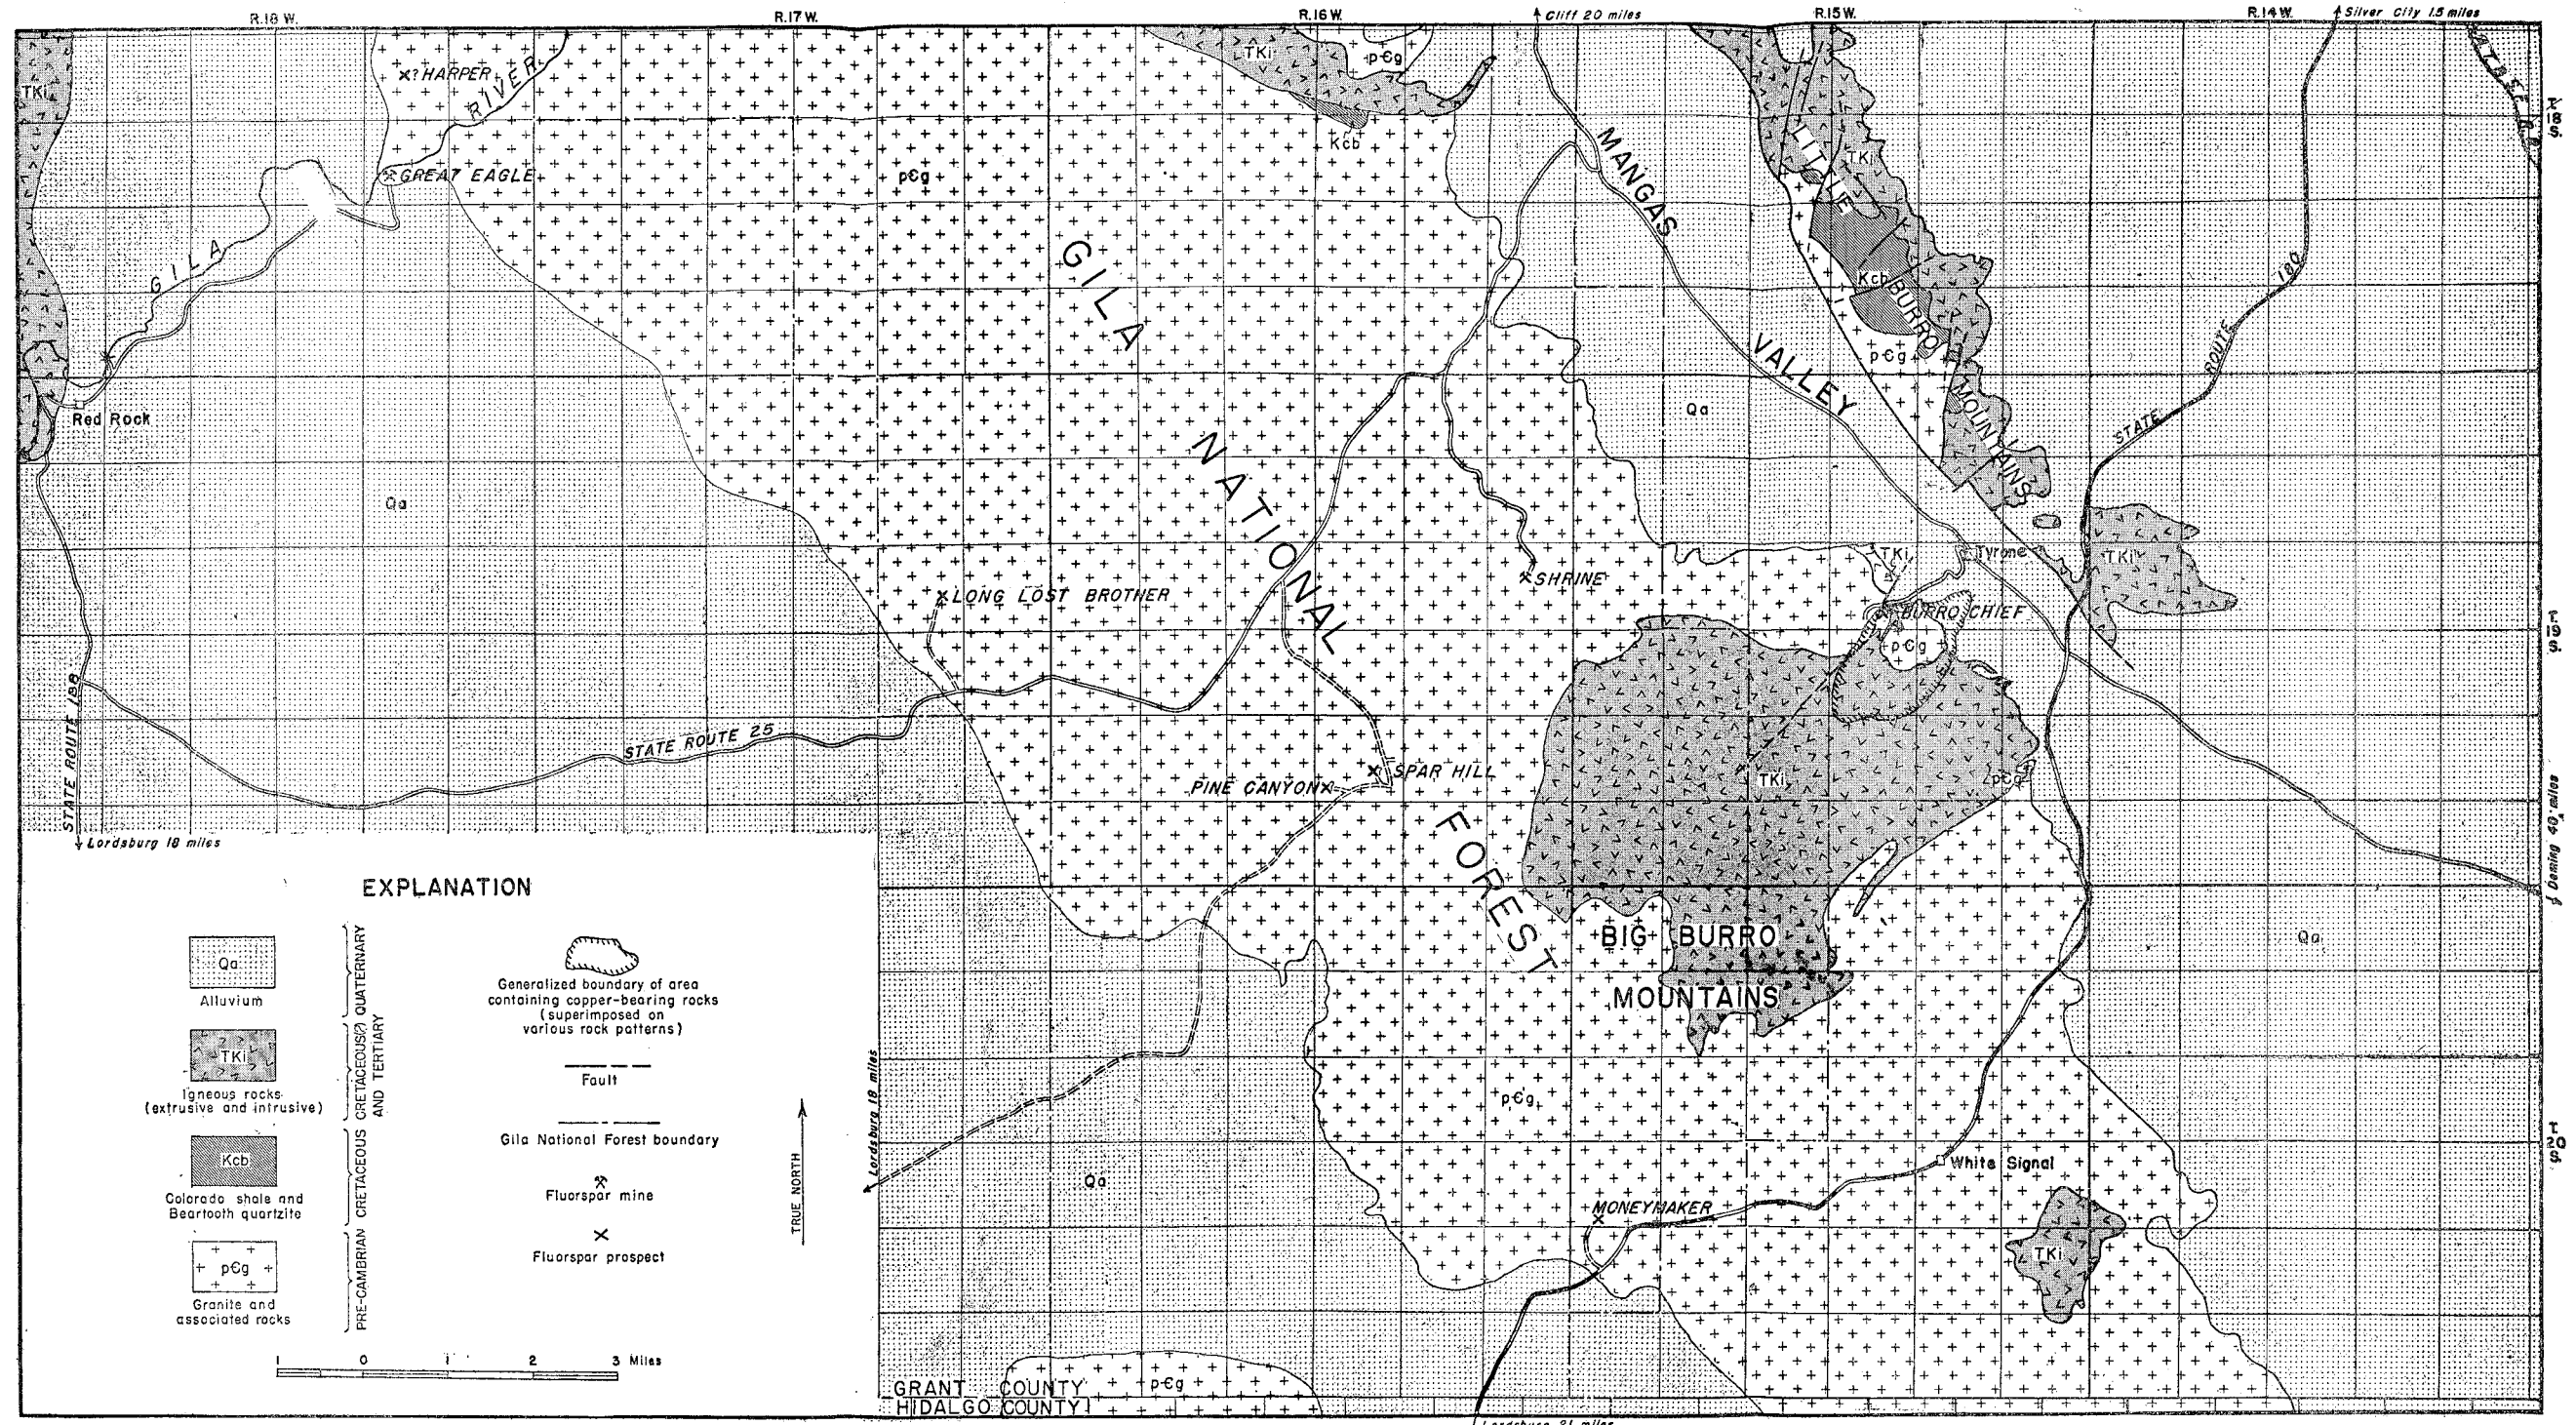 R.18 W.
R.17 W.
R.16 W.
Cliff 20 miles
R.15 W.
R.14 W.
Silver City 15 miles
TKi
X? HARPER
GILA RIVER
GREAT EAGLE
TKi
p€g
Kcb
p€g
MANGAS VALLEY
LITTLE BURRO MOUNTAINS
TKi
Kcb
p€g
STATE ROUTE 180
T. 18 S.
GILA NATIONAL FOREST
Red Rock
Qa
Qa
LONG LOST BROTHER
SHRINE
TKi
Tyrone
TKi
BURRO CHIEF
p€g
T. 19 S.
STATE ROUTE 188
STATE ROUTE 25
SPAR HILL
PINE CANYON
TKi
p€g
Lordsburg 18 miles
Deming 40 miles
BIG BURRO
MOUNTAINS
Qa
p€g
Lordsburg 18 miles
Qa
White Signal
MONEYMAKER
TKi
T. 20 S.
p€g
GRANT COUNTY
HIDALGO COUNTY
Lordsburg 21 miles
EXPLANATION
Qa
Alluvium
QUATERNARY
TKi
Igneous rocks
(extrusive and intrusive)
CRETACEOUS(?)
AND TERTIARY
Kcb
Colorado shale and
Beartooth quartzite
CRETACEOUS
p€g
Granite and
associated rocks
PRE-CAMBRIAN
Generalized boundary of area
containing copper-bearing rocks
(superimposed on
various rock patterns)
Fault
Gila National Forest boundary
Fluorspar mine
Fluorspar prospect
TRUE NORTH
1 0 1 2 3 Miles